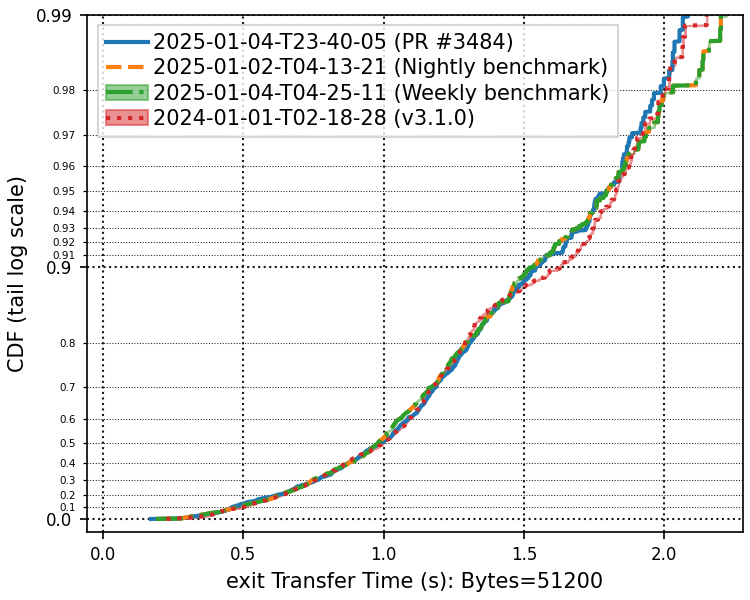 0.99
2025-01-04-T23-40-05 (PR #3484)
2025-01-02-T04-13-21 (Nightly benchmark)
2025-01-04-T04-25-11 (Weekly benchmark)
2024-01-01-T02-18-28 (v3.1.0)
0.98
0.97
0.96
0.95
0.94
0.93
0.92
0.91
0.9
0.8
0.7
0.6
0.5
0.4
0.3
0.2
0.1
0.0
CDF (tail log scale)
0.0 0.5 1.0 1.5 2.0
exit Transfer Time (s): Bytes=51200